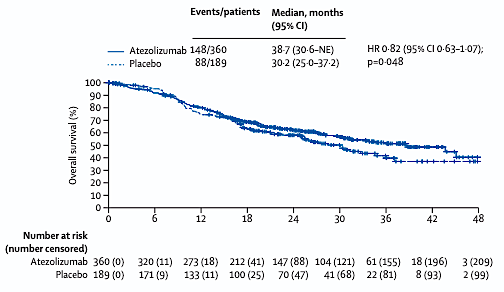 Events/patients Median, months
(95% CI)
Atezolizumab 148/360 38·7 (30·6–NE) HR 0·82 (95% CI 0·63–1·07);
Placebo 88/189 30·2 (25·0–37·2) p=0·048
100
90
80
70
60
50
40
30
20
10
0
Overall survival (%)
0 6 12 18 24 30 36 42 48
Number at risk
(number censored)
Atezolizumab 360 (0) 320 (11) 273 (18) 212 (41) 147 (88) 104 (121) 61 (155) 18 (196) 3 (209)
Placebo 189 (0) 171 (9) 133 (11) 100 (25) 70 (47) 41 (68) 22 (81) 8 (93) 2 (99)